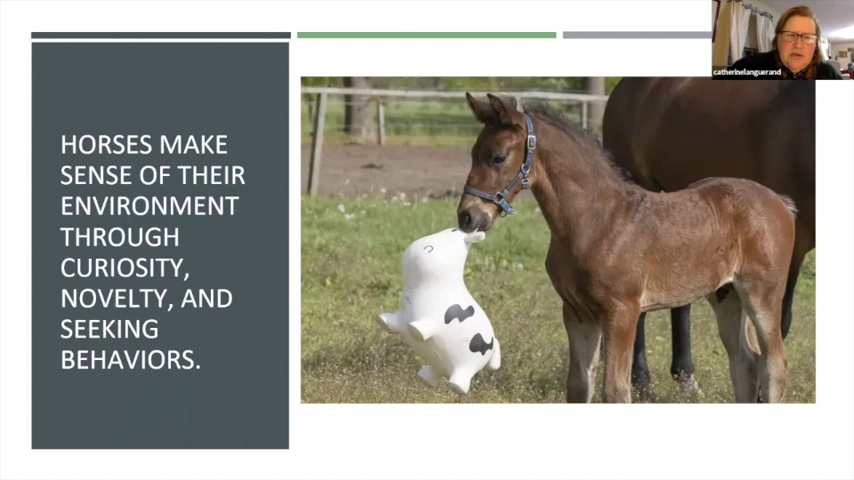 HORSES MAKE
SENSE OF THEIR
ENVIRONMENT
THROUGH
CURIOSITY,
NOVELTY, AND
SEEKING
BEHAVIORS.
catherinelanguerand